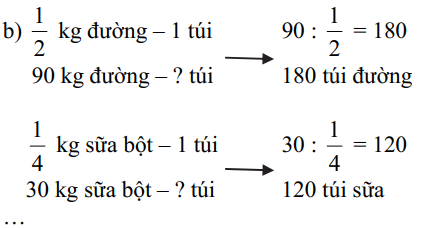 b) 1/2 kg đường – 1 túi → 90 : 1/2 = 180
90 kg đường – ? túi 180 túi đường
1/4 kg sữa bột – 1 túi → 30 : 1/4 = 120
30 kg sữa bột – ? túi 120 túi sữa
…